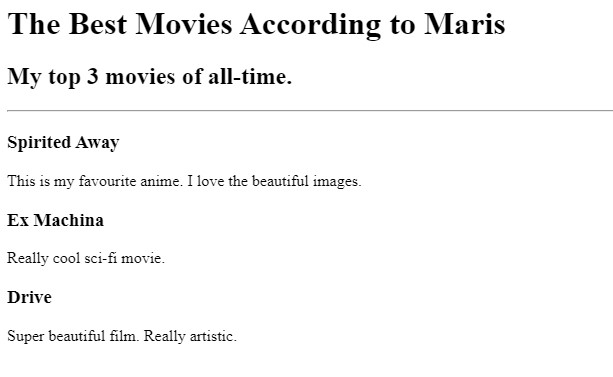 The Best Movies According to Maris
My top 3 movies of all-time.
Spirited Away
This is my favourite anime. I love the beautiful images.
Ex Machina
Really cool sci-fi movie.
Drive
Super beautiful film. Really artistic.